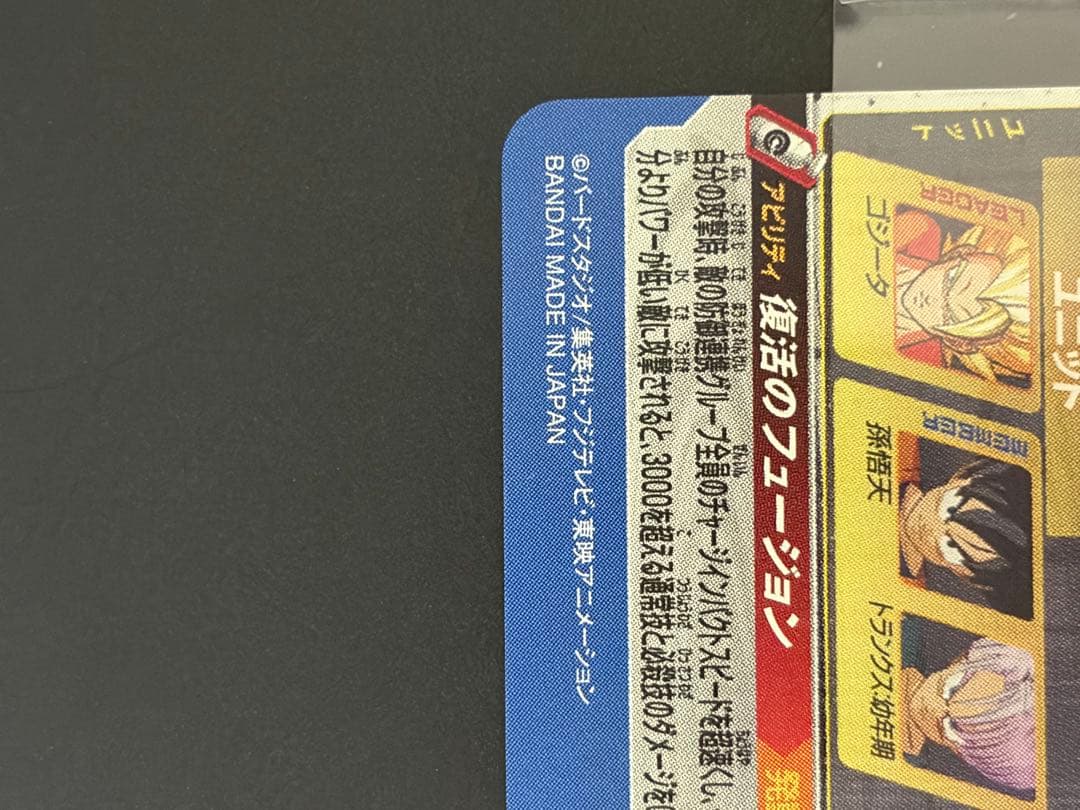 ユニット
LEADER
ゴジータ
MEMBER
孫悟天
トランクス:幼年期
ユニット
アビリティ 復活のフュージョン
自分の攻撃時、敵の防御連携グループ全員のチャージインパクトスピードを超速くし、
分よりパワーが低い敵に攻撃されると、3000を超える通常技と必殺技のダメージを
©バードスタジオ/集英社・フジテレビ・東映アニメーション
BANDAI MADE IN JAPAN